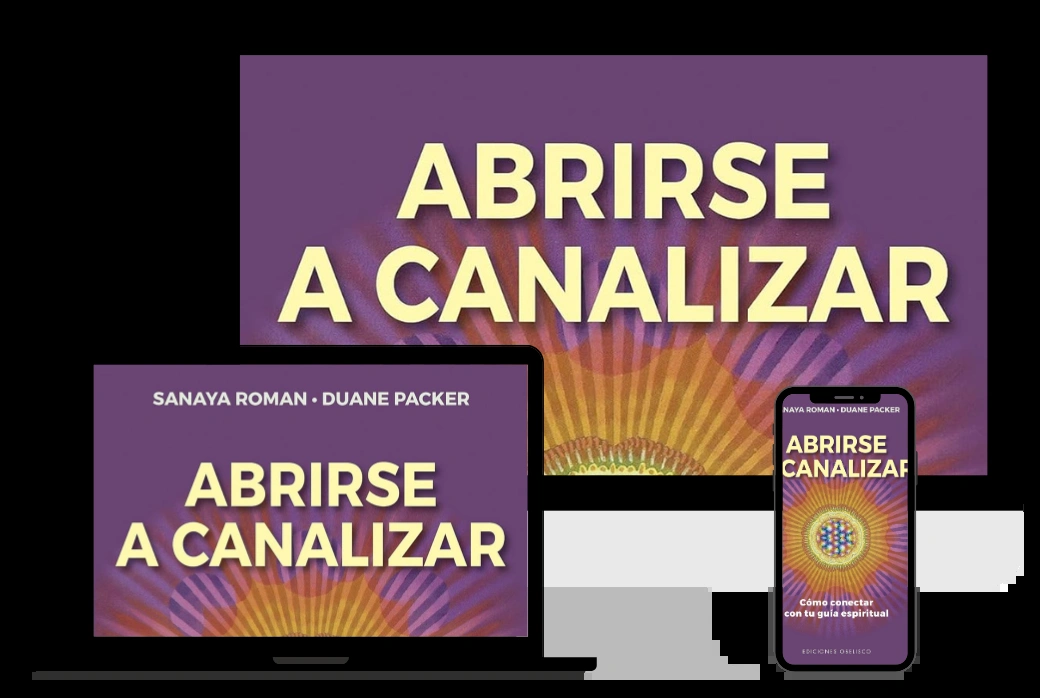 ABRIRSE
A CANALIZAR
SANAYA ROMAN • DUANE PACKER
ABRIRSE
A CANALIZAR
NAYA ROMAN • DUANE PACKER
ABRIRSE
CANALIZAR
Cómo conectar
con tu guía espiritual
EDICIONES OBELISCO